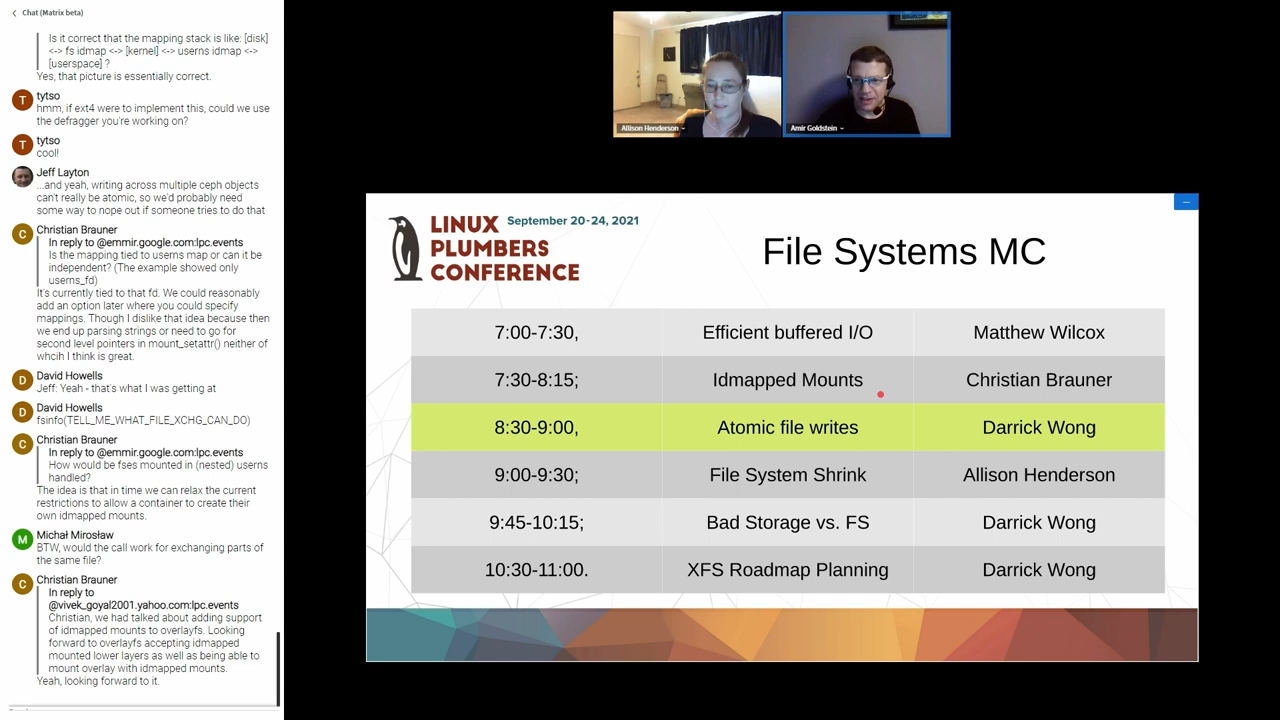 Chat (Matrix beta)
Is it correct that the mapping stack is like: [disk]
<-> fs idmap <-> [kernel] <-> userns idmap <->
[userspace] ?
Yes, that picture is essentially correct.
T
tytso
hmm, if ext4 were to implement this, could we use
the defragger you're working on?
T
tytso
cool!
Jeff Layton
...and yeah, writing across multiple ceph objects
can't really be atomic, so we'd probably need
some way to nope out if someone tries to do that
C
Christian Brauner
In reply to @emmir.google.com:lpc.events
Is the mapping tied to userns map or can it be
independent? (The example showed only
userns_fd)
It's currently tied to that fd. We could reasonably
add an option later where you could specify
mappings. Though I dislike that idea because then
we end up parsing strings or need to go for
second level pointers in mount_setattr() neither of
whcih I think is great.
D
David Howells
Jeff: Yeah - that's what I was getting at
D
David Howells
fsinfo(TELL_ME_WHAT_FILE_XCHG_CAN_DO)
C
Christian Brauner
In reply to @emmir.google.com:lpc.events
How would be fses mounted in (nested) userns
handled?
The idea is that in time we can relax the current
restrictions to allow a container to create their
own idmapped mounts.
M
Michał Mirosław
BTW, would the call work for exchanging parts of
the same file?
C
Christian Brauner
In reply to
@vivek_goyal2001.yahoo.com:lpc.events
Christian, we had talked about adding support
of idmapped mounts to overlayfs. Looking
forward to overlayfs accepting idmapped
mounted lower layers as well as being able to
mount overlay with idmapped mounts.
Yeah, looking forward to it.
Allison Henderson
Amir Goldstein
LINUX
PLUMBERS
CONFERENCE
September 20-24, 2021
File Systems MC
7:00-7:30, Efficient buffered I/O Matthew Wilcox
7:30-8:15; Idmapped Mounts Christian Brauner
8:30-9:00, Atomic file writes Darrick Wong
9:00-9:30; File System Shrink Allison Henderson
9:45-10:15; Bad Storage vs. FS Darrick Wong
10:30-11:00. XFS Roadmap Planning Darrick Wong